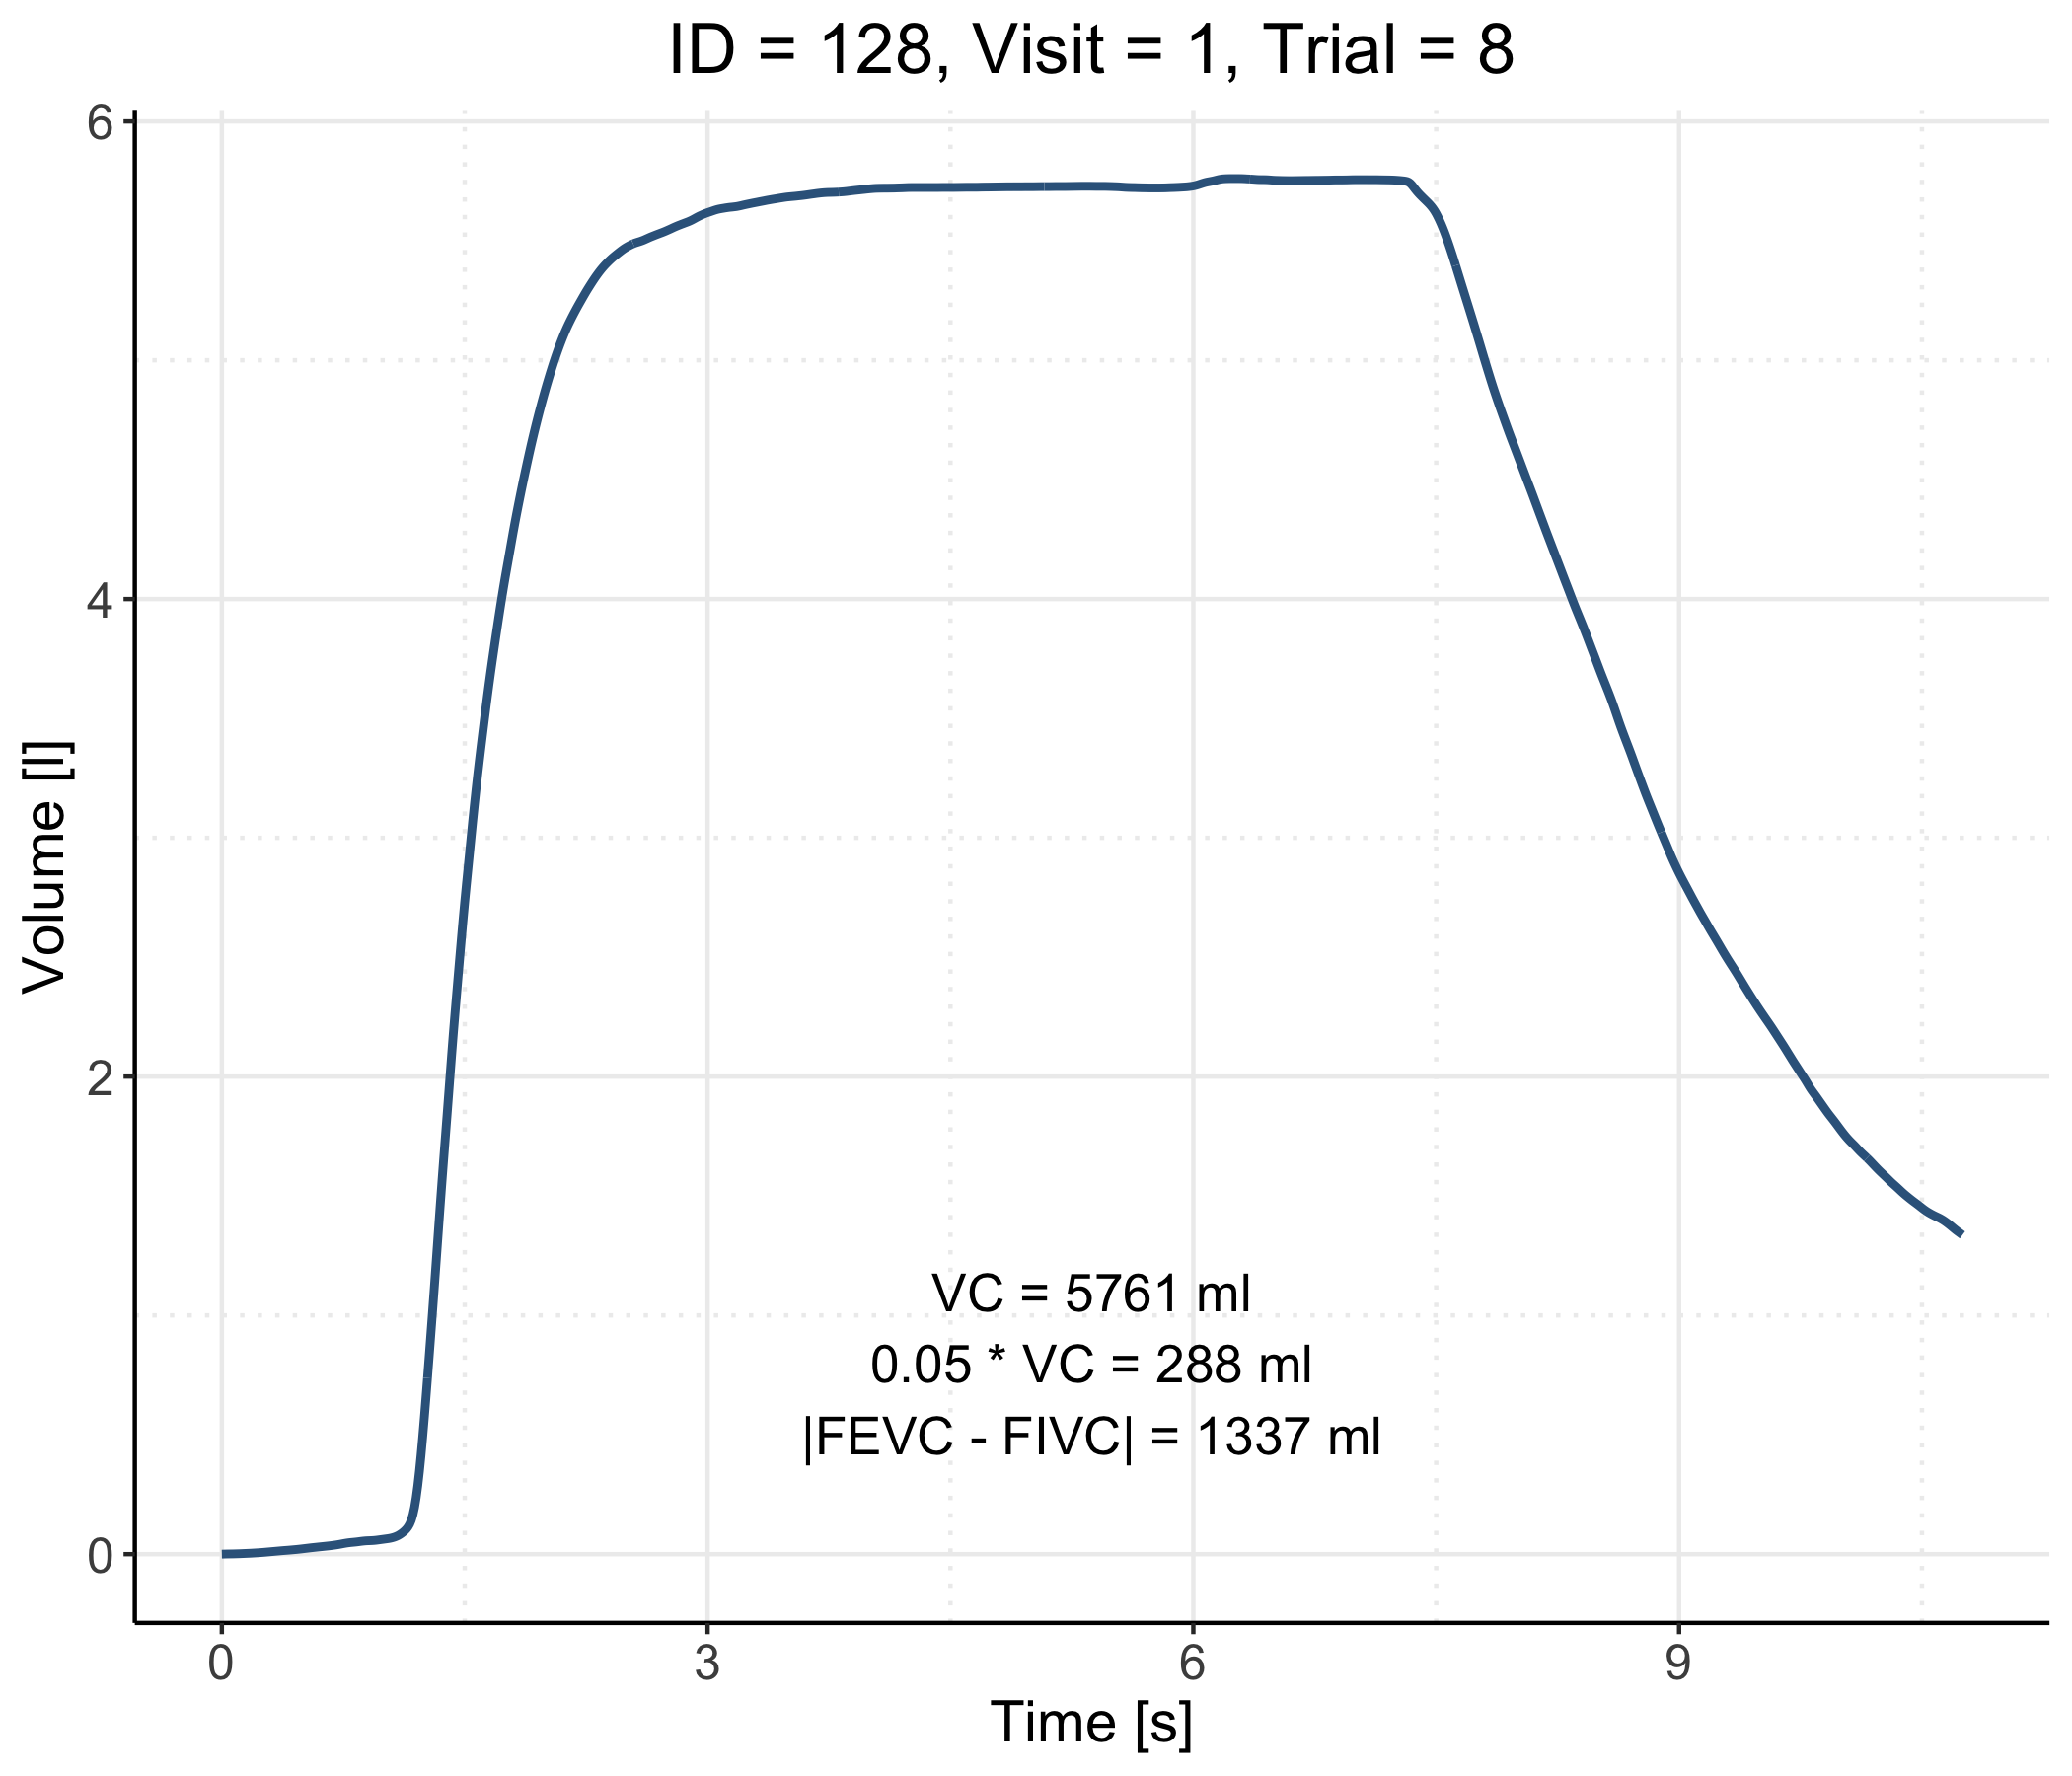 ID = 128, Visit = 1, Trial = 8
6
4
2
0
Volume [l]
VC = 5761 ml
0.05 * VC = 288 ml
|FEVC - FIVC| = 1337 ml
0 3 6 9
Time [s]